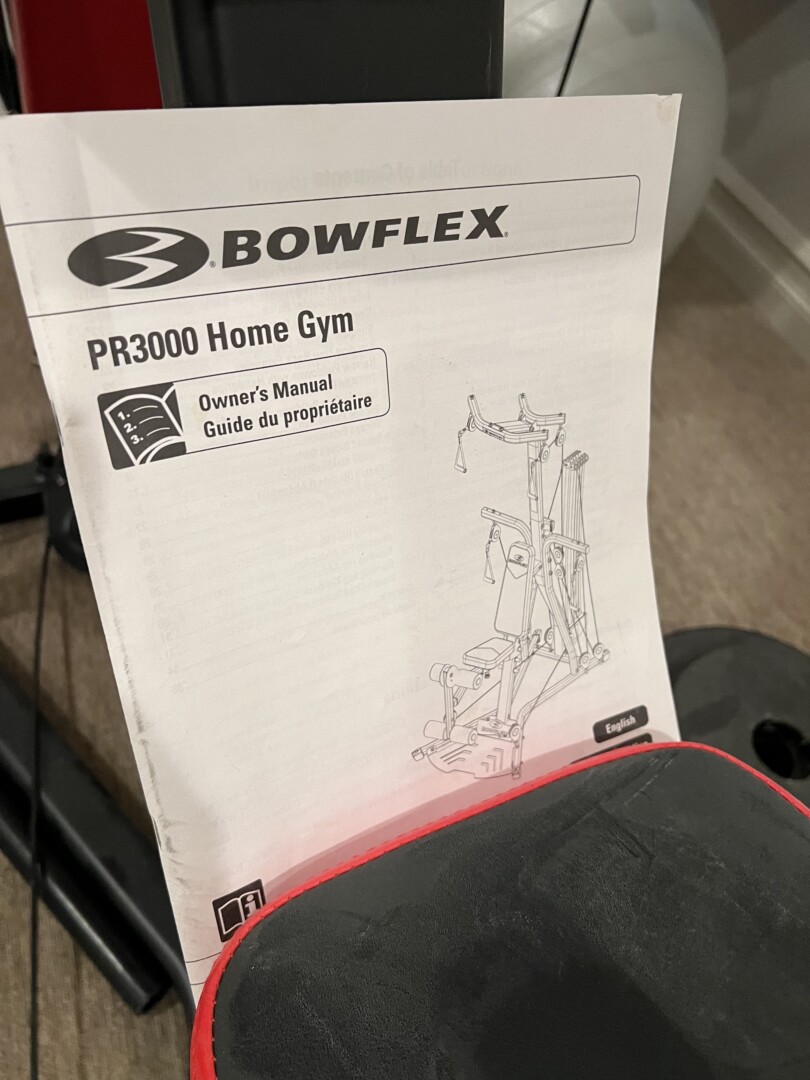 BOWFLEX
PR3000 Home Gym
1.
2.
3.
Owner's Manual
Guide du propriétaire
English